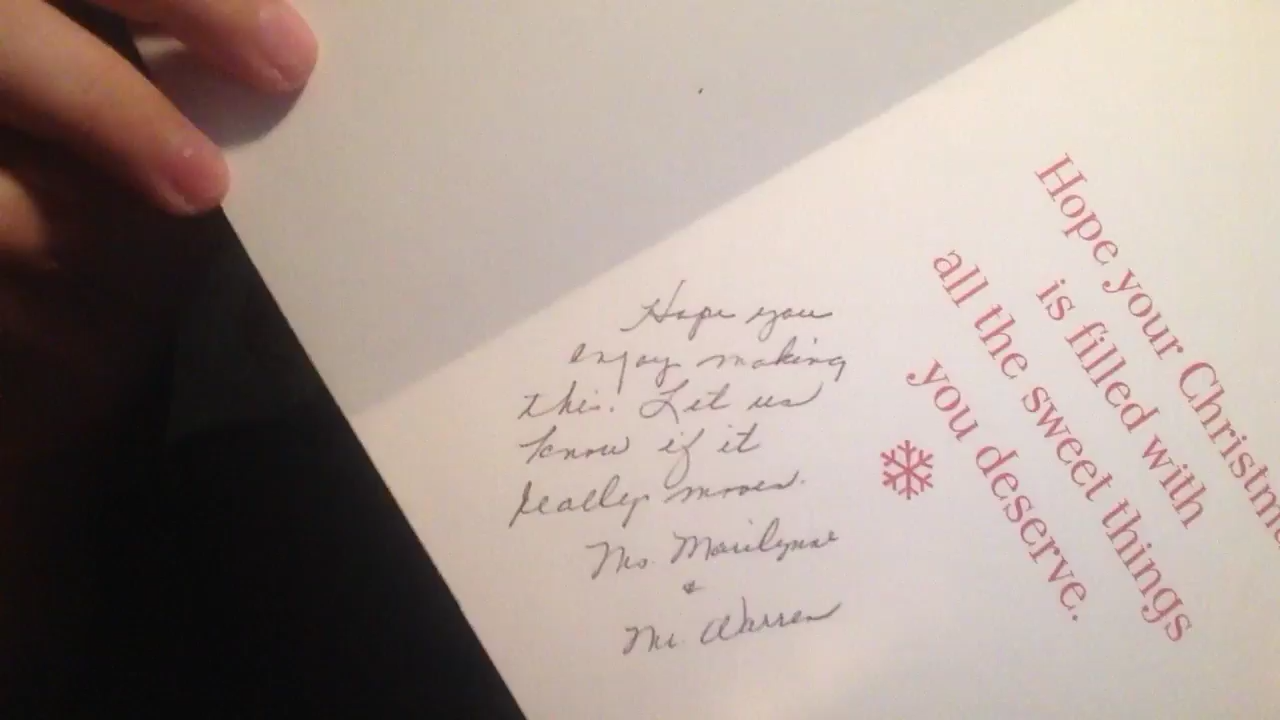 Hope your Christm
is filled with
all the sweet things
you deserve.
Hope you
enjoy making
this. Let us
know if it
really moves.
Ms. Marilynne
&
Mr. Warren